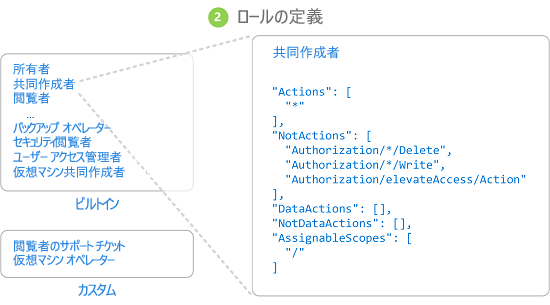 2 ロールの定義
所有者
共同作成者
閲覧者
...
バックアップ オペレーター
セキュリティ閲覧者
ユーザー アクセス管理者
仮想マシン共同作成者
ビルトイン
閲覧者のサポート チケット
仮想マシン オペレーター
カスタム
共同作成者
"Actions": [
"*"
],
"NotActions": [
"Authorization/*/Delete",
"Authorization/*/Write",
"Authorization/elevateAccess/Action"
],
"DataActions": [],
"NotDataActions": [],
"AssignableScopes": [
"/"
]